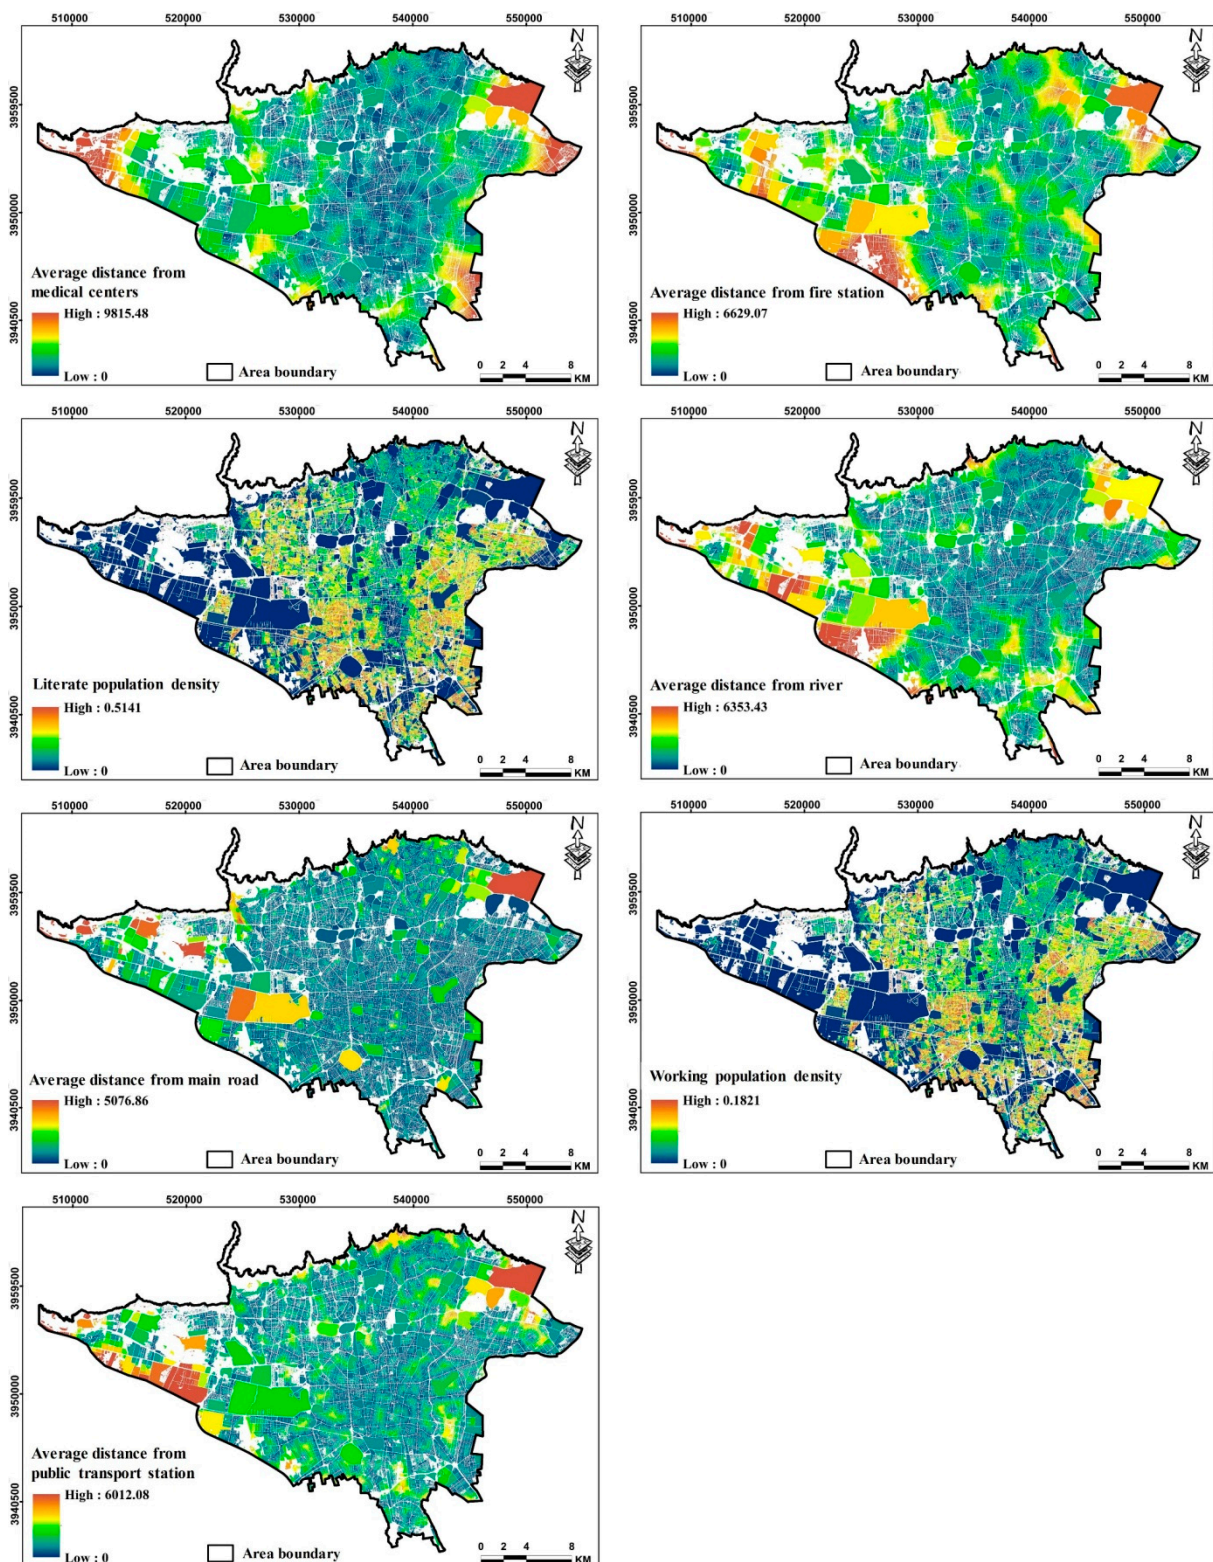 510000 520000 530000 540000 550000
N
3959500
3950000
3940500
Average distance from
medical centers
High : 9815.48
Low : 0
Area boundary
0 2 4 8
KM
510000 520000 530000 540000 550000
N
3959500
3950000
3940500
Average distance from fire station
High : 6629.07
Low : 0
Area boundary
0 2 4 8
KM
510000 520000 530000 540000 550000
N
3959500
3950000
3940500
Literate population density
High : 0.5141
Low : 0
Area boundary
0 2 4 8
KM
510000 520000 530000 540000 550000
N
3959500
3950000
3940500
Average distance from river
High : 6353.43
Low : 0
Area boundary
0 2 4 8
KM
510000 520000 530000 540000 550000
N
3959500
3950000
3940500
Average distance from main road
High : 5076.86
Low : 0
Area boundary
0 2 4 8
KM
510000 520000 530000 540000 550000
N
3959500
3950000
3940500
Working population density
High : 0.1821
Low : 0
Area boundary
0 2 4 8
KM
510000 520000 530000 540000 550000
N
3959500
3950000
3940500
Average distance from
public transport station
High : 6012.08
Low : 0
Area boundary
0 2 4 8
KM